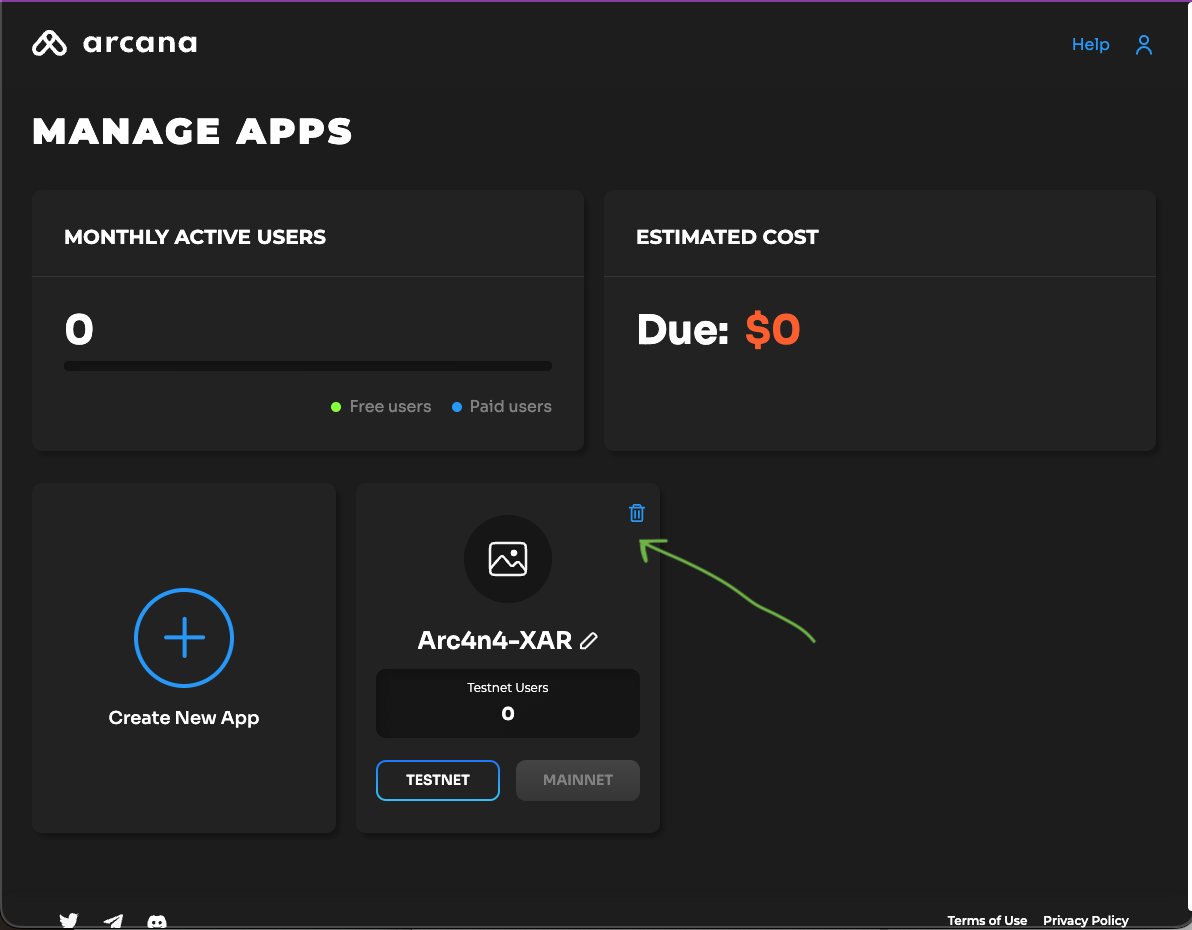 arcana
Help
MANAGE APPS
MONTHLY ACTIVE USERS
0
Free users
Paid users
ESTIMATED COST
Due: $0
Create New App
Arc4n4-XAR
Testnet Users
0
TESTNET
MAINNET
Terms of Use
Privacy Policy